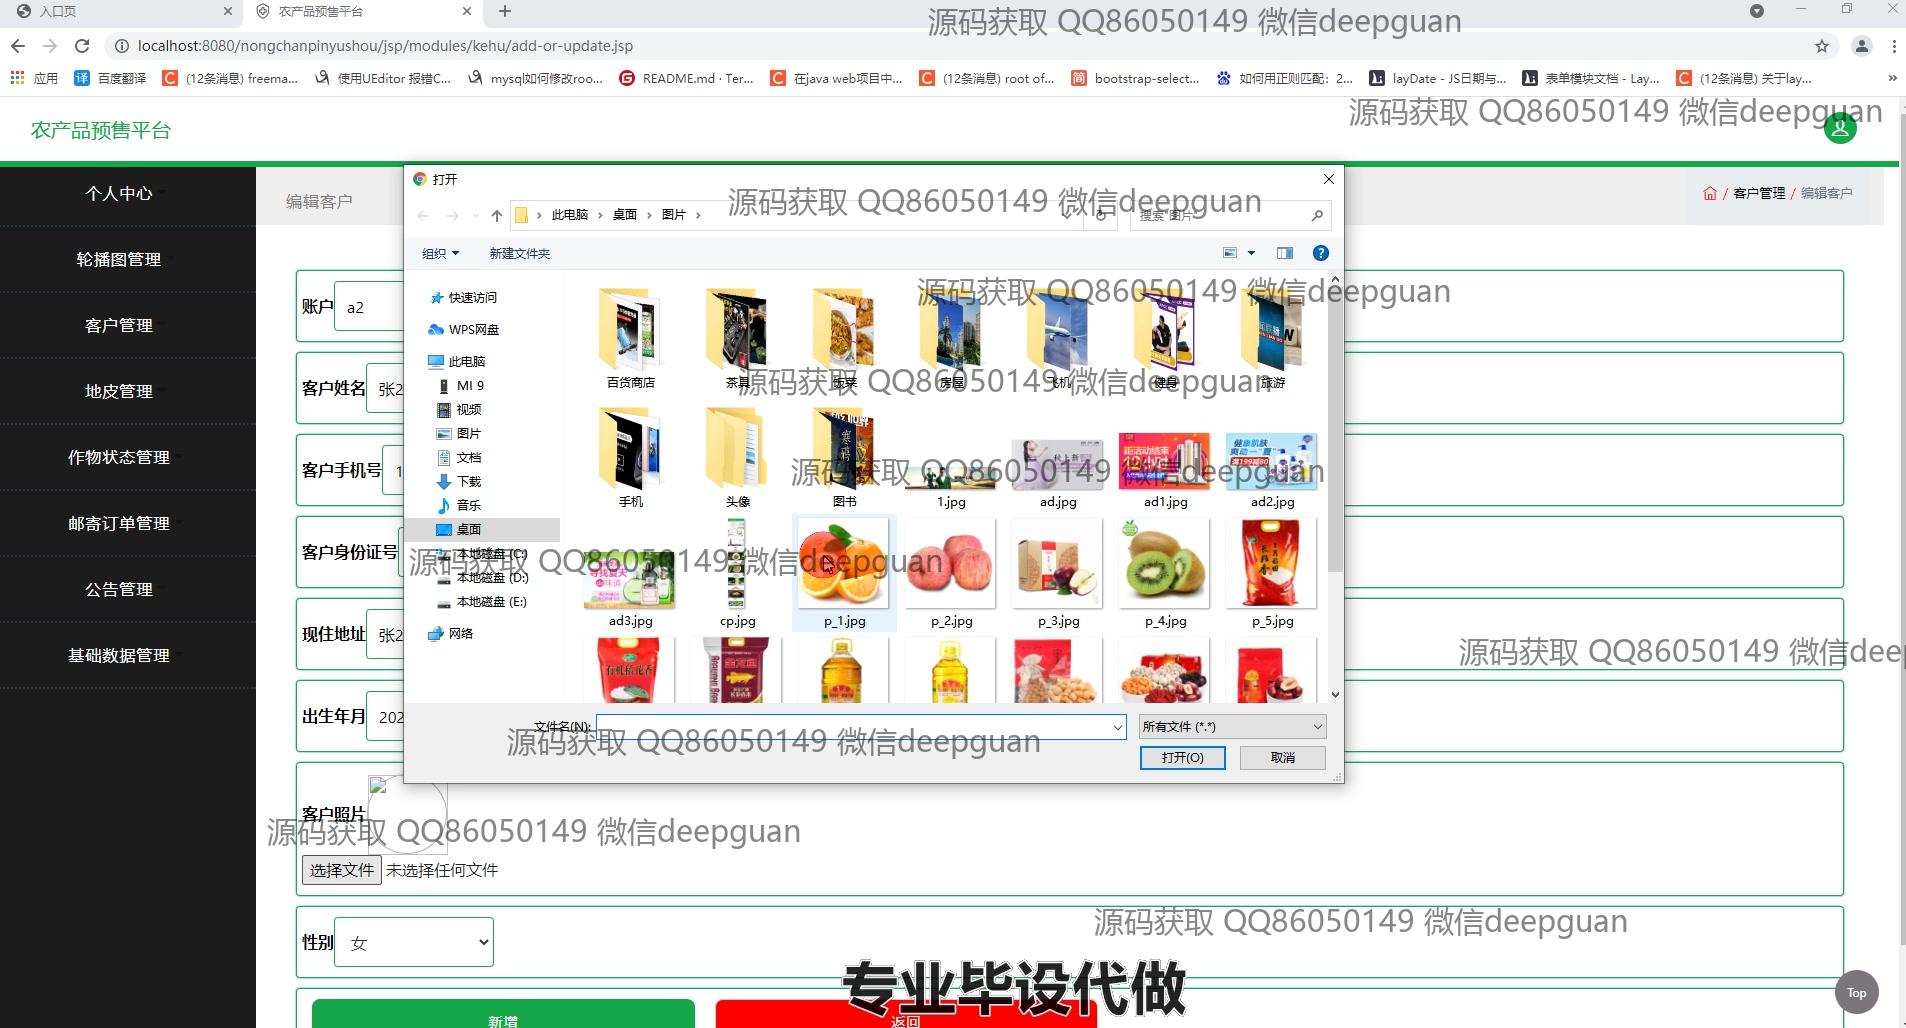 入口页
农产品预售平台
源码获取 QQ86050149 微信deepguan
localhost:8080/nongchanpinyushou/jsp/modules/kehu/add-or-update.jsp
应用
百度翻译
(12条消息) freema...
使用UEditor 报错C...
mysql如何修改roo...
README.md · Ter...
在java web项目中...
(12条消息) root of...
bootstrap-select...
如何用正则匹配：2...
layDate - JS日期与...
表单模块文档 - Lay...
(12条消息) 关于lay...
源码获取 QQ86050149 微信deepguan
农产品预售平台
个人中心
轮播图管理
客户管理
地皮管理
作物状态管理
邮寄订单管理
公告管理
基础数据管理
编辑客户
/ 客户管理 / 编辑客户
打开
此电脑 › 桌面 › 图片 ›
搜索"图片"
源码获取 QQ86050149 微信deepguan
组织
新建文件夹
快速访问
WPS网盘
此电脑
MI 9
视频
图片
文档
下载
音乐
桌面
本地磁盘 (C:)
本地磁盘 (D:)
本地磁盘 (E:)
网络
源码获取 QQ86050149 微信deepguan
百货商店
茶具
饭菜
房屋
飞机
健身
旅游
源码获取 QQ86050149 微信deepguan
手机
头像
图书
1.jpg
ad.jpg
ad1.jpg
ad2.jpg
源码获取 QQ86050149 微信deepguan
ad3.jpg
cp.jpg
p_1.jpg
p_2.jpg
p_3.jpg
p_4.jpg
p_5.jpg
源码获取 QQ86050149 微信deepguan
文件名(N):
所有文件 (*.*)
打开(O)
取消
源码获取 QQ86050149 微信deepguan
账户
a2
客户姓名
张2
客户手机号
1
客户身份证号
现住地址
张2
源码获取 QQ86050149 微信dee
出生年月
202
客户照片
源码获取 QQ86050149 微信deepguan
选择文件
未选择任何文件
源码获取 QQ86050149 微信deepguan
性别
女
专业毕设代做
Top
新增
返回